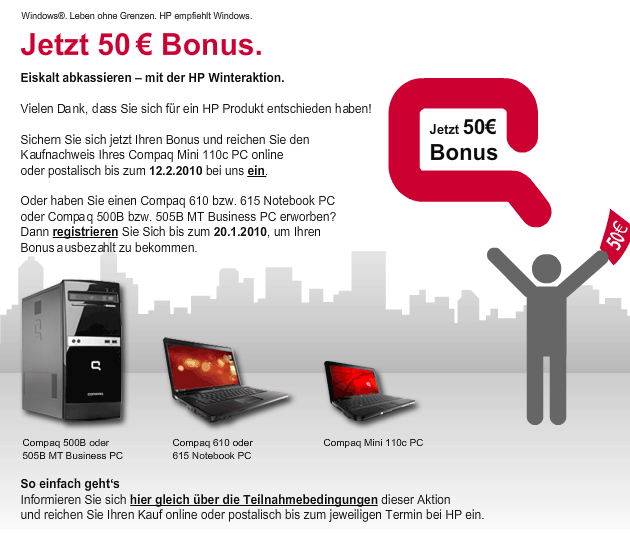 Windows®. Leben ohne Grenzen. HP empfiehlt Windows.
Jetzt 50 € Bonus.
Eiskalt abkassieren – mit der HP Winteraktion.
Vielen Dank, dass Sie sich für ein HP Produkt entschieden haben!
Sichern Sie sich jetzt Ihren Bonus und reichen Sie den
Kaufnachweis Ihres Compaq Mini 110c PC online
oder postalisch bis zum 12.2.2010 bei uns ein.
Oder haben Sie einen Compaq 610 bzw. 615 Notebook PC
oder Compaq 500B bzw. 505B MT Business PC erworben?
Dann registrieren Sie Sich bis zum 20.1.2010, um Ihren
Bonus ausbezahlt zu bekommen.
Jetzt 50€
Bonus
50€
COMPAQ
Compaq 500B oder
505B MT Business PC
Compaq 610 oder
615 Notebook PC
Compaq Mini 110c PC
So einfach geht‘s
Informieren Sie sich hier gleich über die Teilnahmebedingungen dieser Aktion
und reichen Sie Ihren Kauf online oder postalisch bis zum jeweiligen Termin bei HP ein.